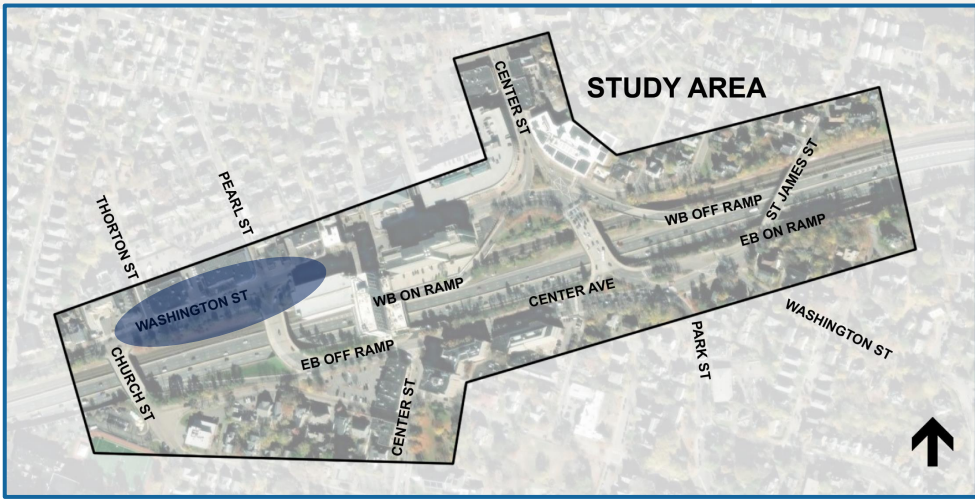 STUDY AREA
CENTER ST
ST JAMES ST
PEARL ST
THORTON ST
WB OFF RAMP
EB ON RAMP
WASHINGTON ST
WB ON RAMP
CENTER AVE
EB OFF RAMP
CHURCH ST
CENTER ST
PARK ST
WASHINGTON ST